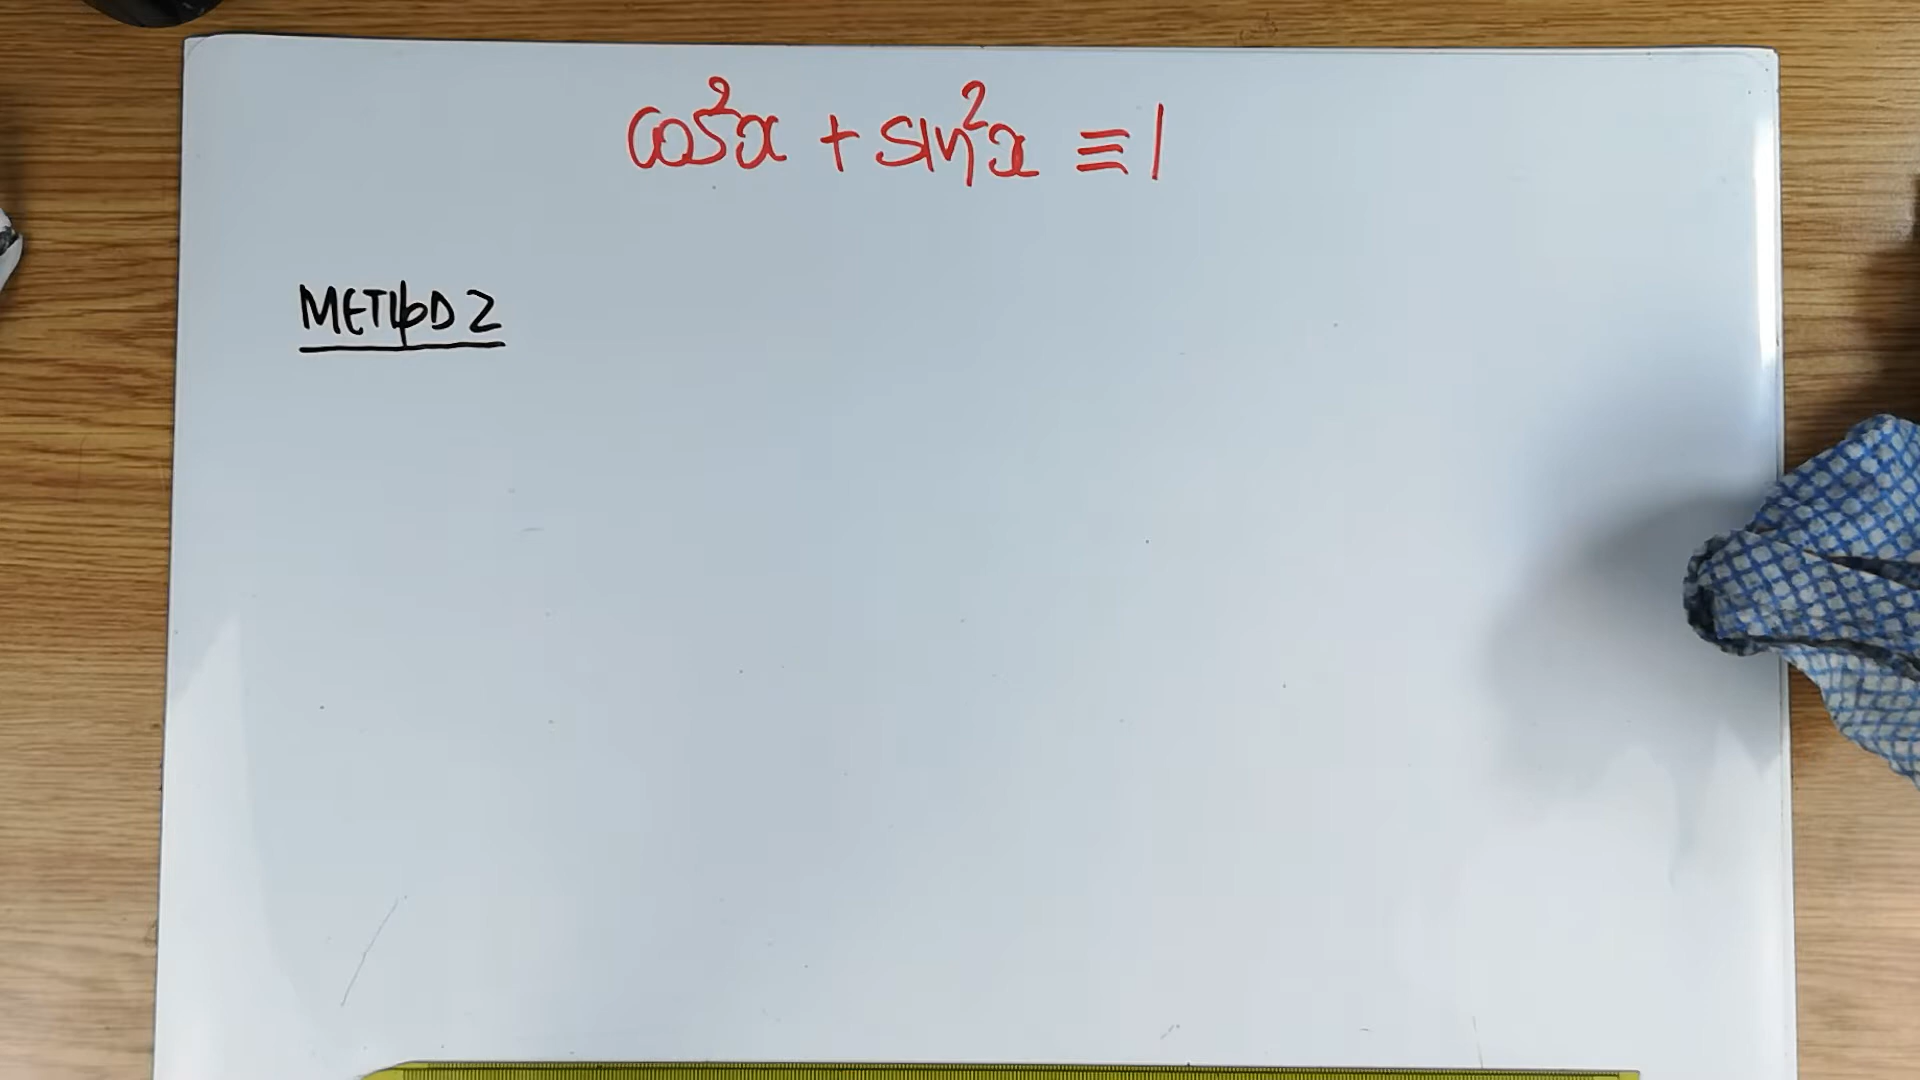 cos²x + sin²x ≡ 1
METHOD 2